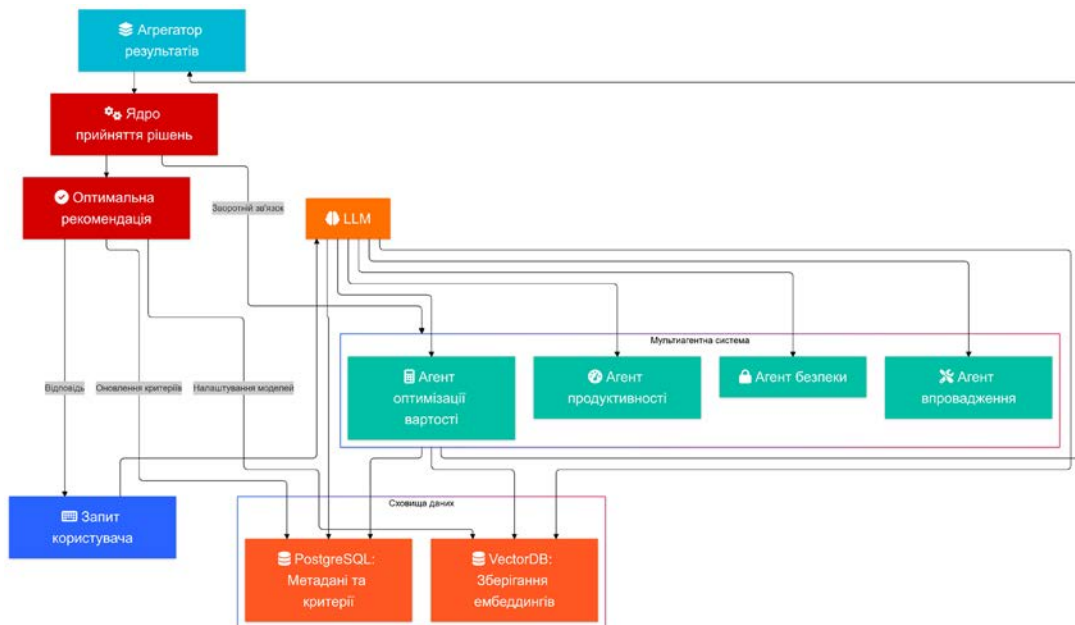 Агрегатор
результатів
Ядро
прийняття рішень
Оптимальна
рекомендація
Зворотній зв'язок
LLM
Мультиагентна система
Агент
оптимізації
вартості
Агент
продуктивності
Агент безпеки
Агент
впровадження
Відповідь
Оновлення критеріїв
Налаштування моделей
Запит
користувача
Сховища даних
PostgreSQL:
Метадані та
критерії
VectorDB:
Зберігання
ембеддингів